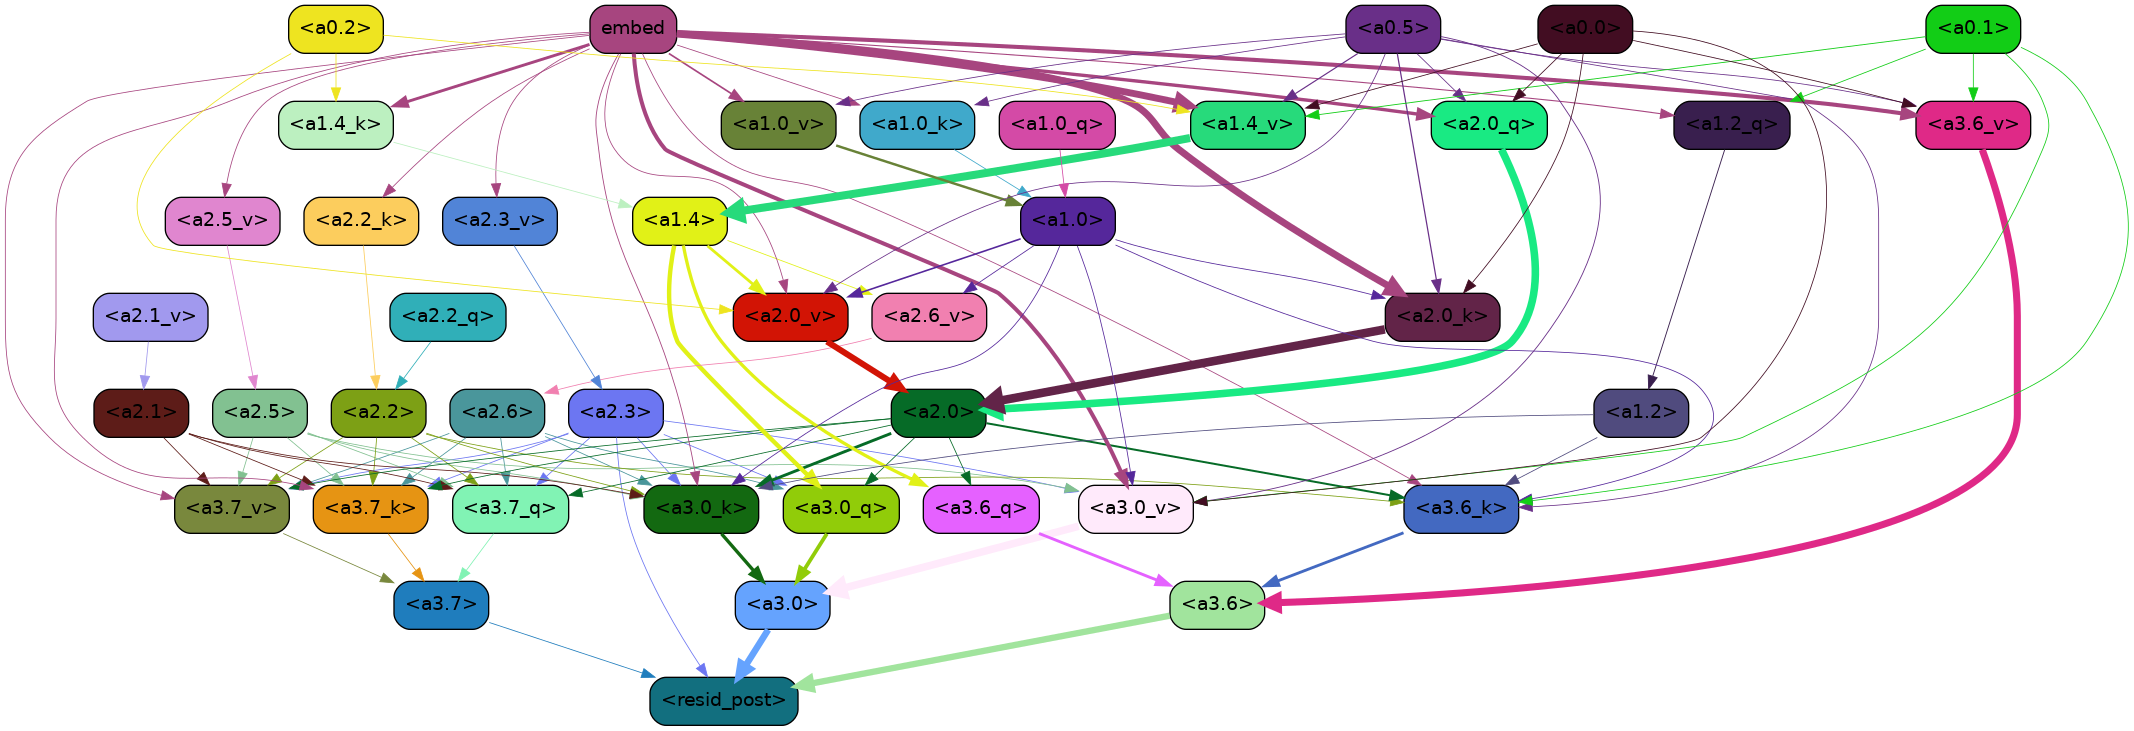 <a0.2> embed <a0.5> <a0.0> <a0.1>
<a1.4_k> <a1.0_v> <a1.0_k> <a1.0_q> <a1.4_v> <a2.0_q> <a1.2_q> <a3.6_v>
<a2.5_v> <a2.2_k> <a2.3_v> <a1.4> <a1.0>
<a2.1_v> <a2.2_q> <a2.0_v> <a2.6_v> <a2.0_k>
<a2.1> <a2.5> <a2.2> <a2.6> <a2.3> <a2.0> <a1.2>
<a3.7_v> <a3.7_k> <a3.7_q> <a3.0_k> <a3.0_q> <a3.6_q> <a3.0_v> <a3.6_k>
<a3.7> <a3.0> <a3.6>
<resid_post>